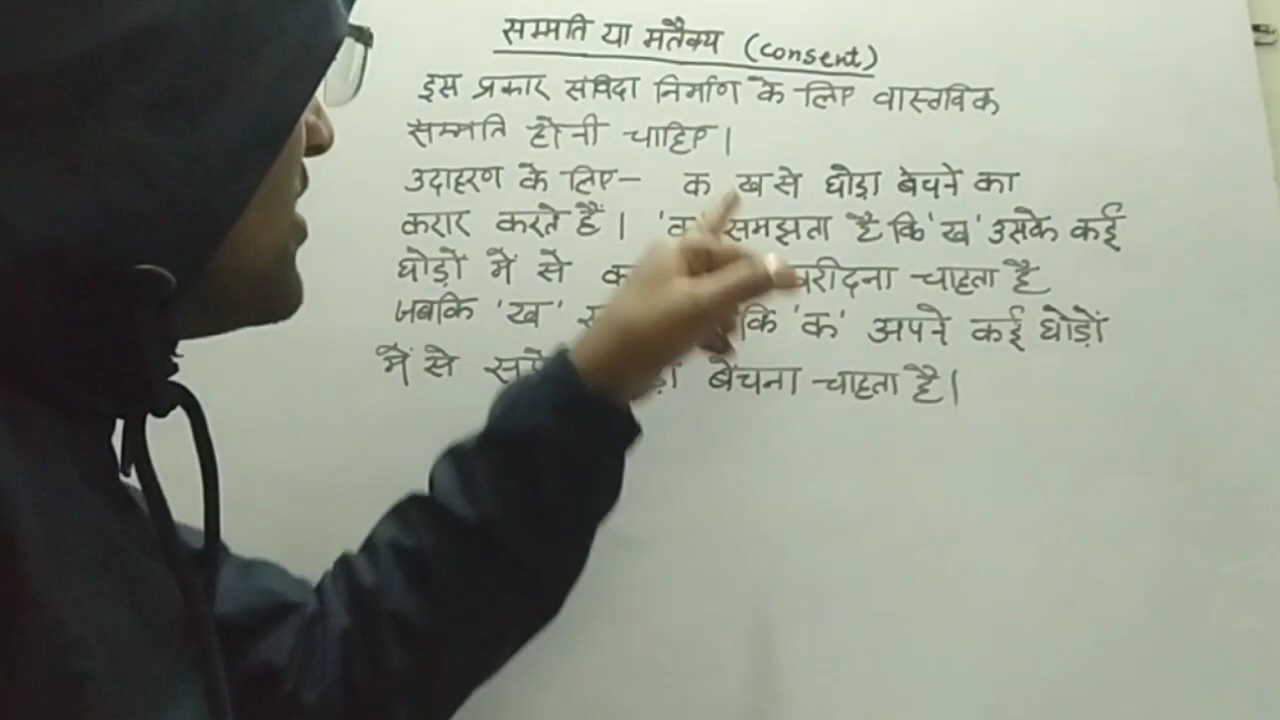 सम्मति या मतैक्य (consent)
इस प्रकार संविदा निर्माण के लिए वास्तविक
सम्मति होनी चाहिए।
उदाहरण के लिए- क ख से घोड़ा बेचने का
करार करते हैं। 'क' समझता है कि 'ख' उसके कई
घोड़ों में से खरीदना चाहता है
जबकि 'ख' कि 'क' अपने कई घोड़ों
में से बेंचना चाहता है।